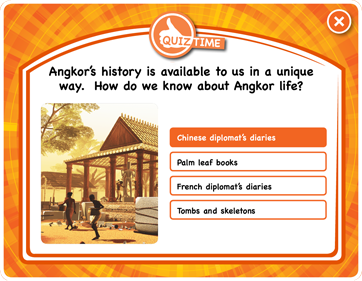 QUIZ TIME
Angkor's history is available to us in a unique
way. How do we know about Angkor life?
Chinese diplomat's diaries
Palm leaf books
French diplomat's diaries
Tombs and skeletons